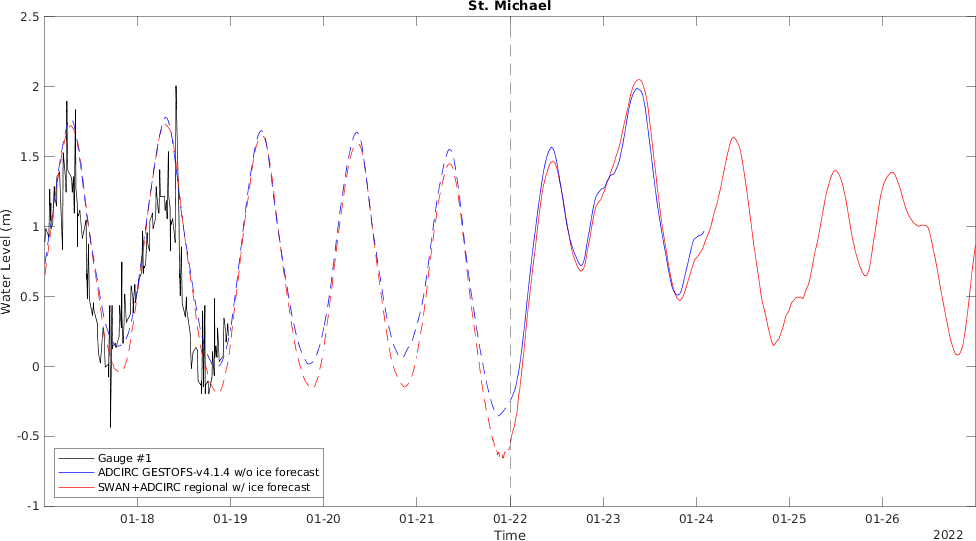 St. Michael
2.5
2
1.5
1
0.5
0
-0.5
-1
Water Level (m)
Gauge #1
ADCIRC GESTOFS-v4.1.4 w/o ice forecast
SWAN+ADCIRC regional w/ ice forecast
01-18 01-19 01-20 01-21 01-22 01-23 01-24 01-25 01-26
Time
2022